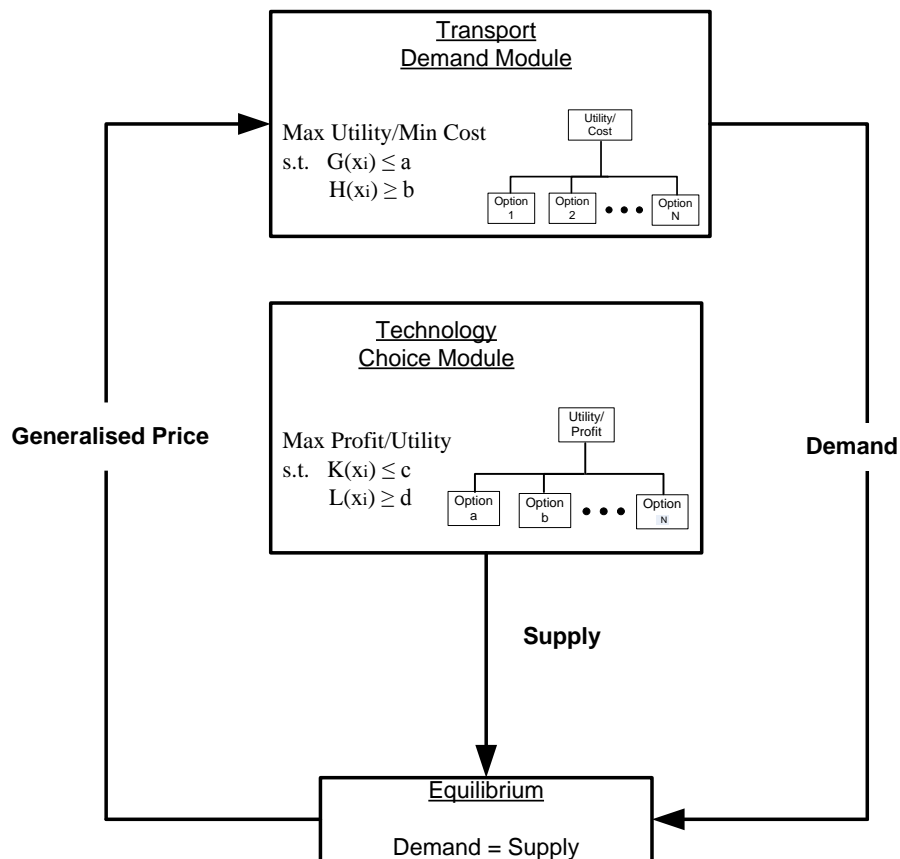 Transport
Demand Module
Max Utility/Min Cost
s.t. G(xi) ≤ a
H(xi) ≥ b
Utility/
Cost
Option
1
Option
2
• • •
Option
N
Technology
Choice Module
Max Profit/Utility
s.t. K(xi) ≤ c
L(xi) ≥ d
Utility/
Profit
Option
a
Option
b
• • •
Option
N
Generalised Price
Demand
Supply
Equilibrium
Demand = Supply